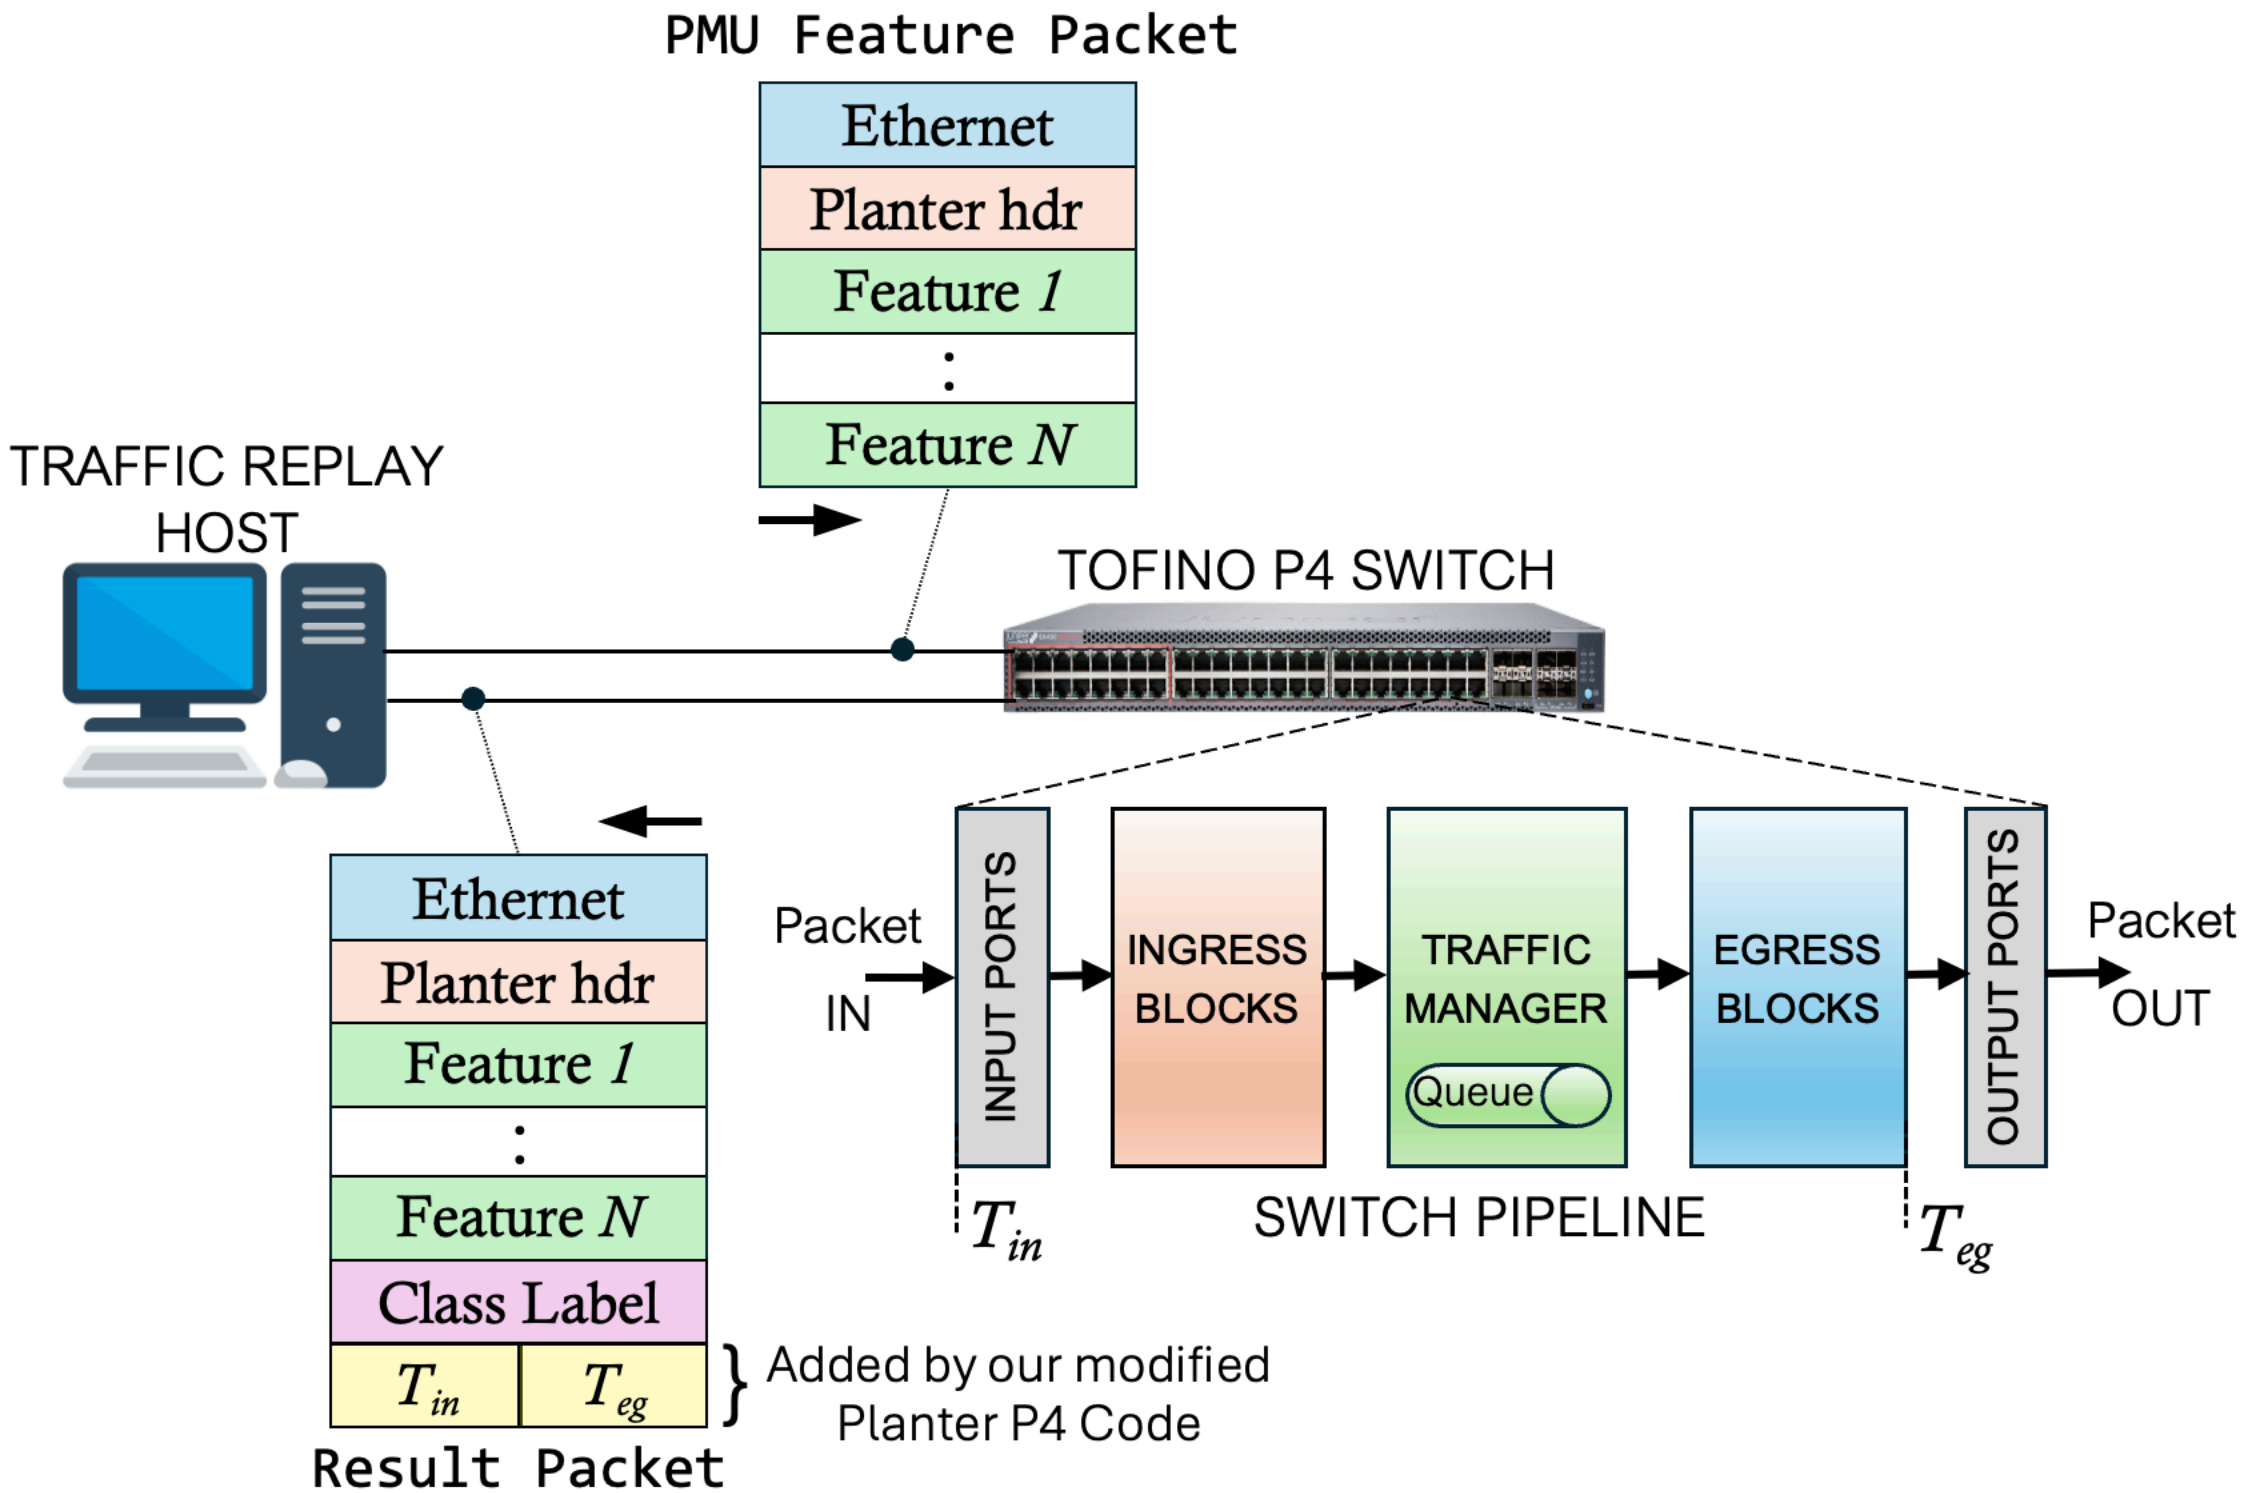 PMU Feature Packet
Ethernet
Planter hdr
Feature 1
:
Feature N
TRAFFIC REPLAY
HOST
TOFINO P4 SWITCH
Ethernet
Planter hdr
Feature 1
:
Feature N
Class Label
T_in T_eg
} Added by our modified
Planter P4 Code
Result Packet
Packet
IN
INPUT PORTS
INGRESS
BLOCKS
TRAFFIC
MANAGER
Queue
EGRESS
BLOCKS
OUTPUT PORTS
Packet
OUT
T_in
SWITCH PIPELINE
T_eg